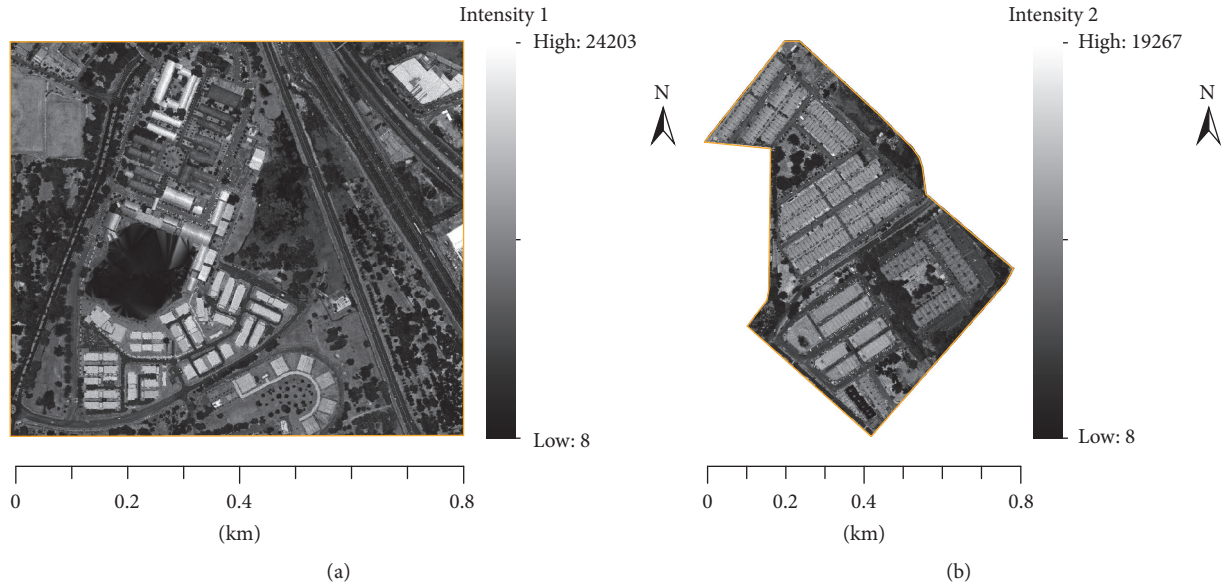 Intensity 1
High: 24203
N
Low: 8
0 0.2 0.4 0.8
(km)
(a)
Intensity 2
High: 19267
N
Low: 8
0 0.2 0.4 0.8
(km)
(b)